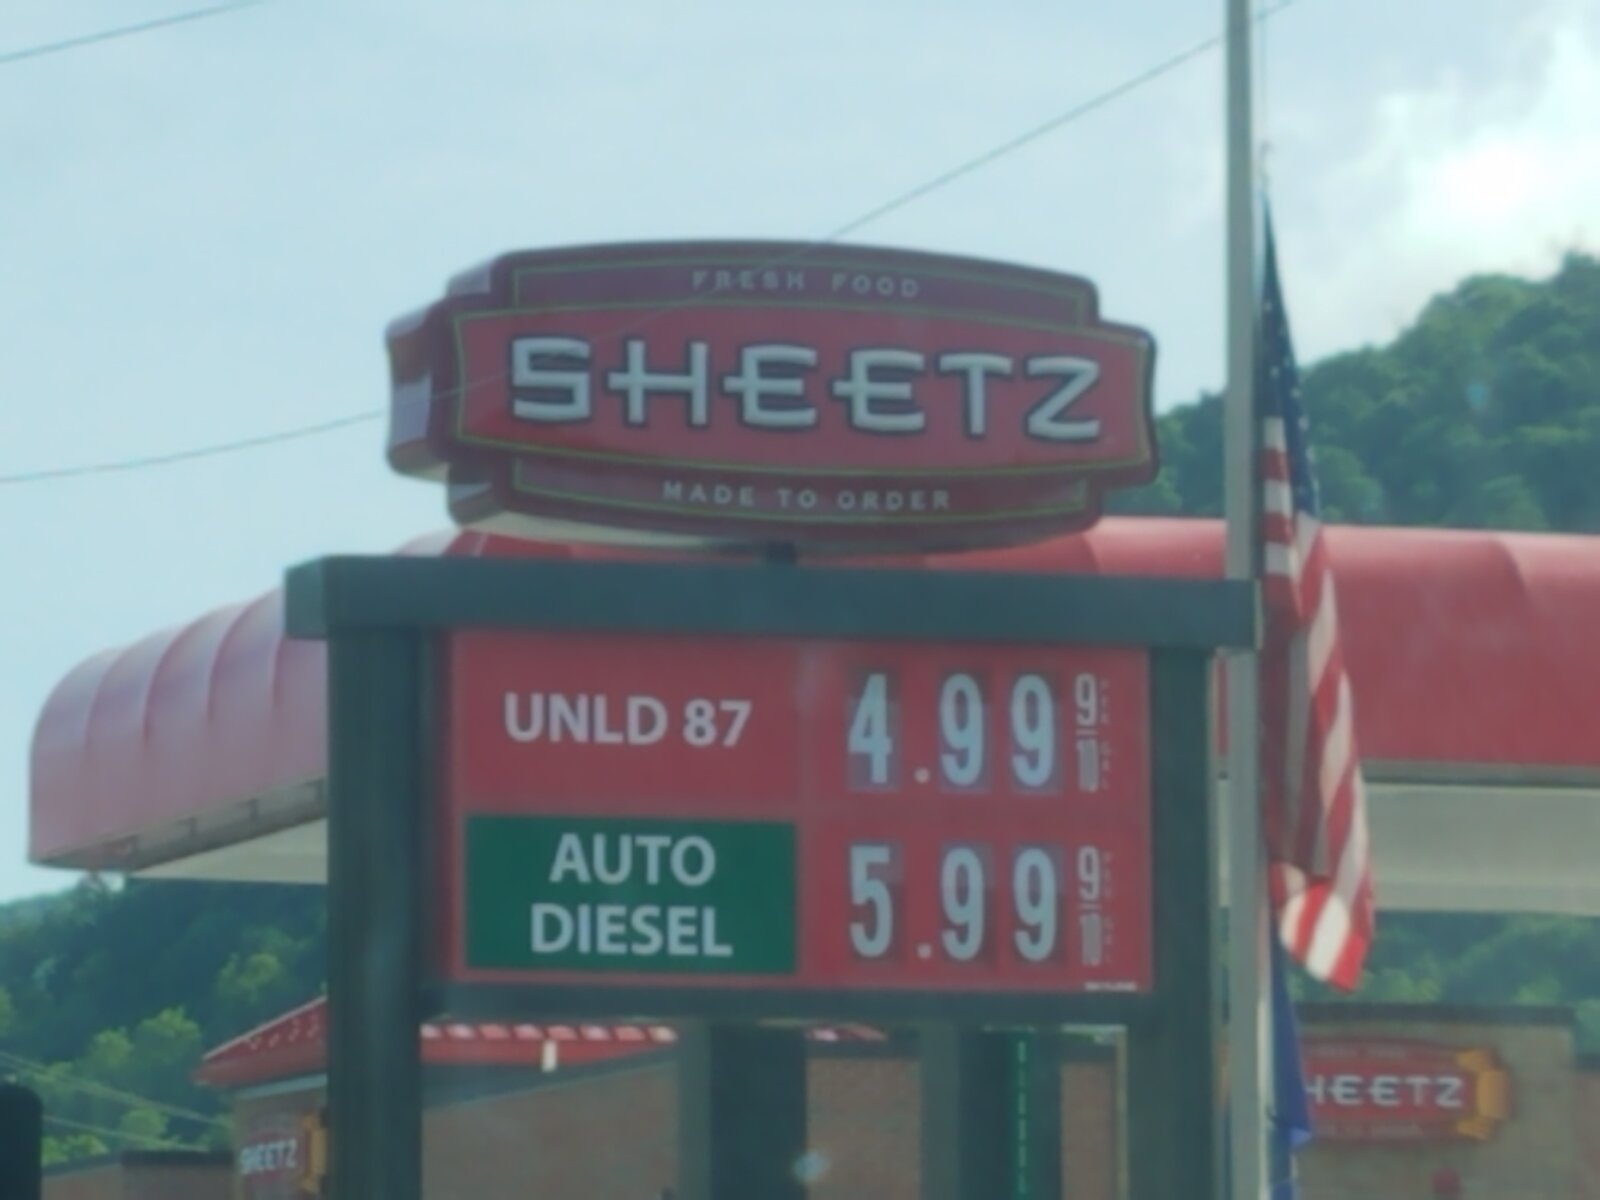 FRESH FOOD
SHEETZ
MADE TO ORDER
UNLD 87 4.99 9/10
AUTO
DIESEL
5.99 9/10
HEETZ
SHEETZ